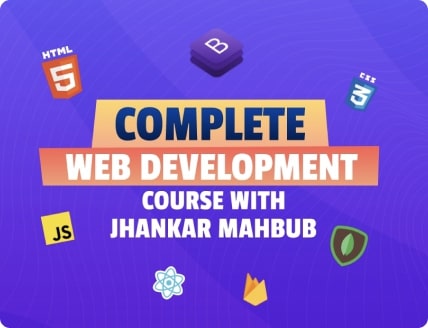 HTML
5
B
CSS
3
COMPLETE
WEB DEVELOPMENT
COURSE WITH
JHANKAR MAHBUB
JS